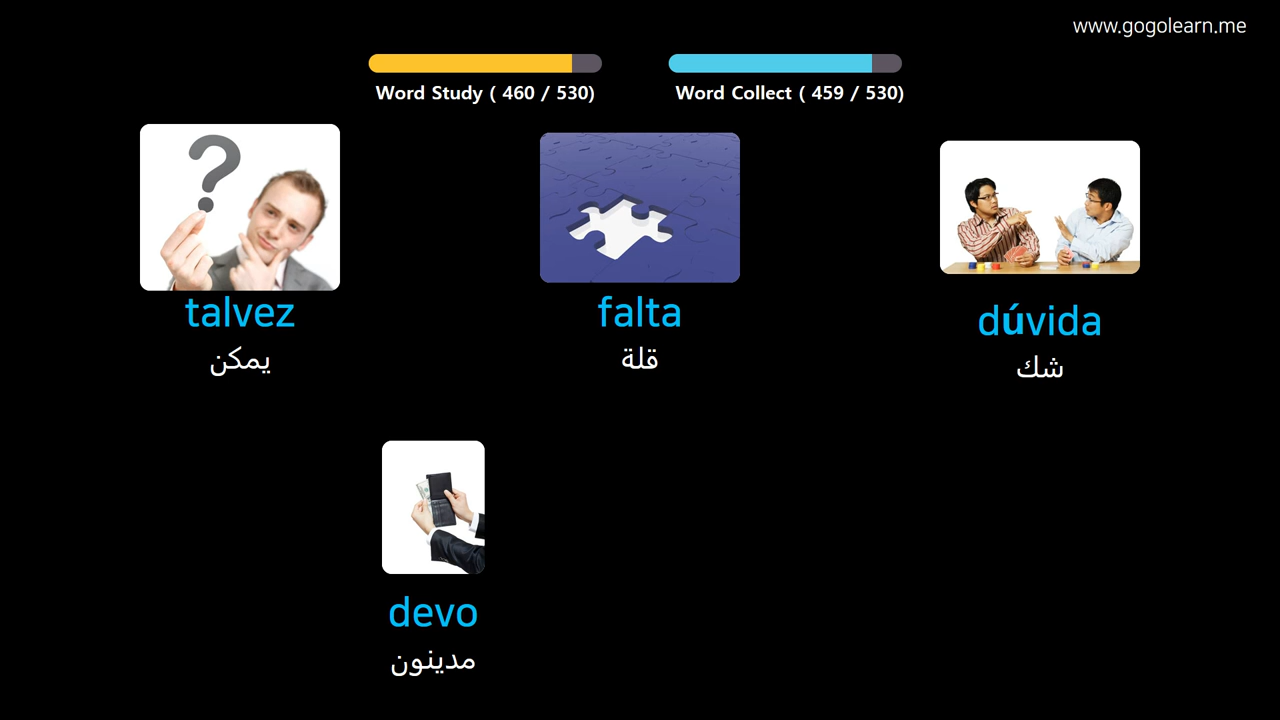 www.gogolearn.me
Word Study ( 460 / 530)
Word Collect ( 459 / 530)
talvez
يمكن
falta
قلة
dúvida
شك
devo
مدينون